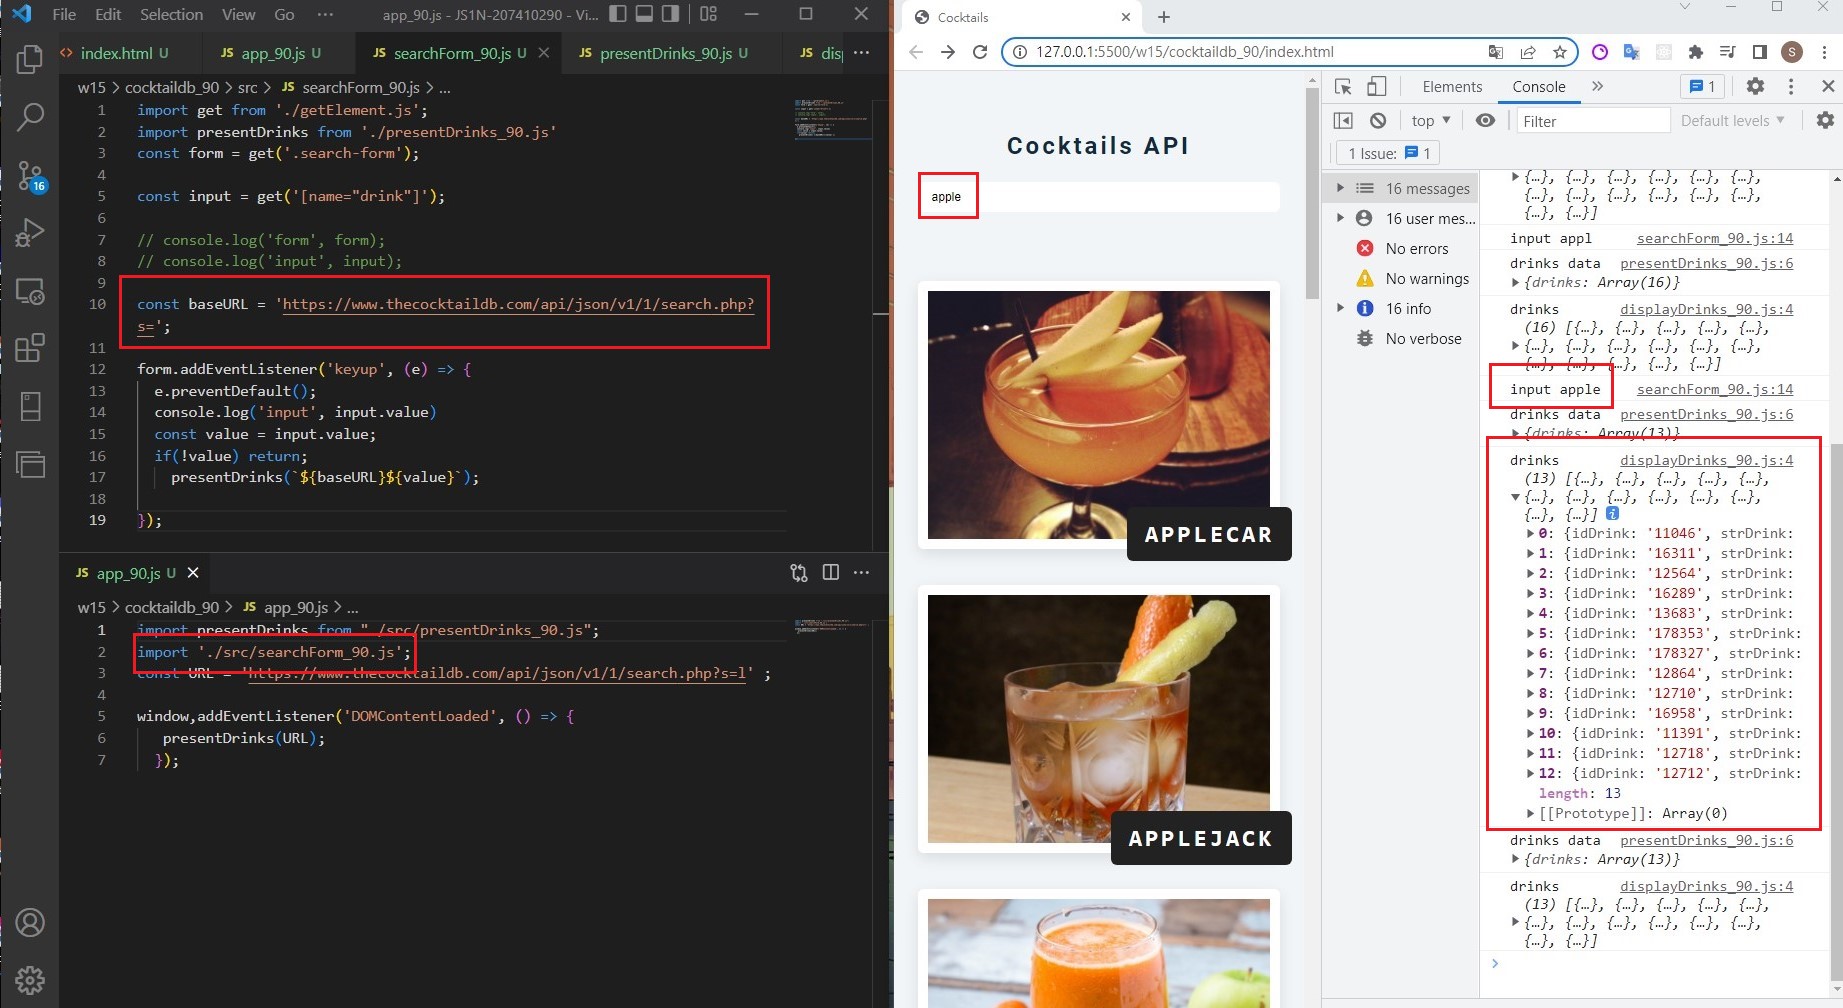 File Edit Selection View Go ··· app_90.js - JS1N-207410290 - Vi...
index.html U
JS app_90.js U
JS searchForm_90.js U
JS presentDrinks_90.js U
JS dis ···
w15 > cocktaildb_90 > src > JS searchForm_90.js > ...
1 import get from './getElement.js';
2 import presentDrinks from './presentDrinks_90.js'
3 const form = get('.search-form');
4
5 const input = get('[name="drink"]');
6
7 // console.log('form', form);
8 // console.log('input', input);
9
10 const baseURL = 'https://www.thecocktaildb.com/api/json/v1/1/search.php?
s=';
11
12 form.addEventListener('keyup', (e) => {
13 e.preventDefault();
14 console.log('input', input.value)
15 const value = input.value;
16 if(!value) return;
17 presentDrinks(`${baseURL}${value}`);
18
19 });
16
JS app_90.js U
w15 > cocktaildb_90 > JS app_90.js > ...
1 import presentDrinks from "./src/presentDrinks_90.js";
2 import './src/searchForm_90.js';
3 const URL = 'https://www.thecocktaildb.com/api/json/v1/1/search.php?s=l' ;
4
5 window,addEventListener('DOMContentLoaded', () => {
6 presentDrinks(URL);
7 });
Cocktails
127.0.0.1:5500/w15/cocktaildb_90/index.html
S
Cocktails API
apple
APPLECAR
APPLEJACK
Elements Console » 1
top Filter Default levels
1 Issue: 1
16 messages
16 user mes...
No errors
No warnings
16 info
No verbose
{…}, {…}, {…}, {…}, {…}, {…},
{…}, {…}, {…}, {…}, {…}, {…},
{…}, {…}]
input appl searchForm_90.js:14
drinks data presentDrinks_90.js:6
{drinks: Array(16)}
drinks displayDrinks_90.js:4
(16) [{…}, {…}, {…}, {…}, {…},
{…}, {…}, {…}, {…}, {…}, {…},
{…}, {…}, {…}, {…}, {…}]
input apple searchForm_90.js:14
drinks data presentDrinks_90.js:6
{drinks: Array(13)}
drinks displayDrinks_90.js:4
(13) [{…}, {…}, {…}, {…}, {…},
{…}, {…}, {…}, {…}, {…}, {…},
{…}, {…}] i
0: {idDrink: '11046', strDrink:
1: {idDrink: '16311', strDrink:
2: {idDrink: '12564', strDrink:
3: {idDrink: '16289', strDrink:
4: {idDrink: '13683', strDrink:
5: {idDrink: '178353', strDrink:
6: {idDrink: '178327', strDrink:
7: {idDrink: '12864', strDrink:
8: {idDrink: '12710', strDrink:
9: {idDrink: '16958', strDrink:
10: {idDrink: '11391', strDrink:
11: {idDrink: '12718', strDrink:
12: {idDrink: '12712', strDrink:
length: 13
[[Prototype]]: Array(0)
drinks data presentDrinks_90.js:6
{drinks: Array(13)}
drinks displayDrinks_90.js:4
(13) [{…}, {…}, {…}, {…}, {…},
{…}, {…}, {…}, {…}, {…}, {…},
{…}, {…}]